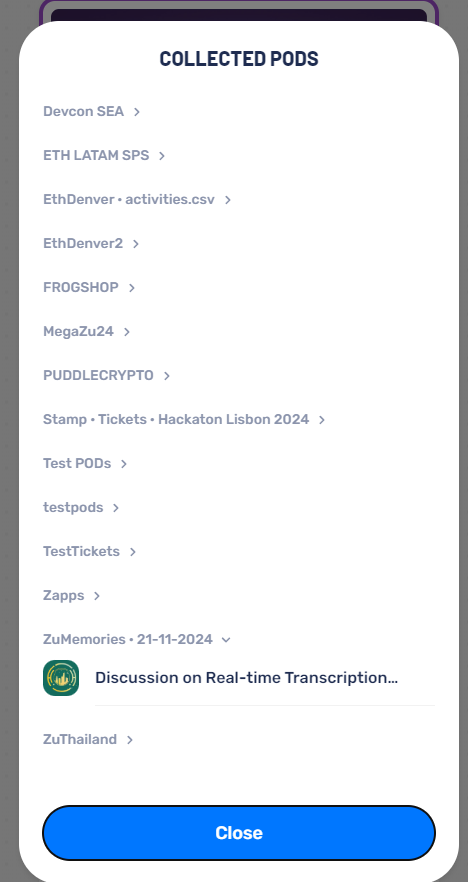 COLLECTED PODS
Devcon SEA
ETH LATAM SPS
EthDenver • activities.csv
EthDenver2
FROGSHOP
MegaZu24
PUDDLECRYPTO
Stamp • Tickets • Hackaton Lisbon 2024
Test PODs
testpods
TestTickets
Zapps
ZuMemories • 21-11-2024
Discussion on Real-time Transcription...
ZuThailand
Close